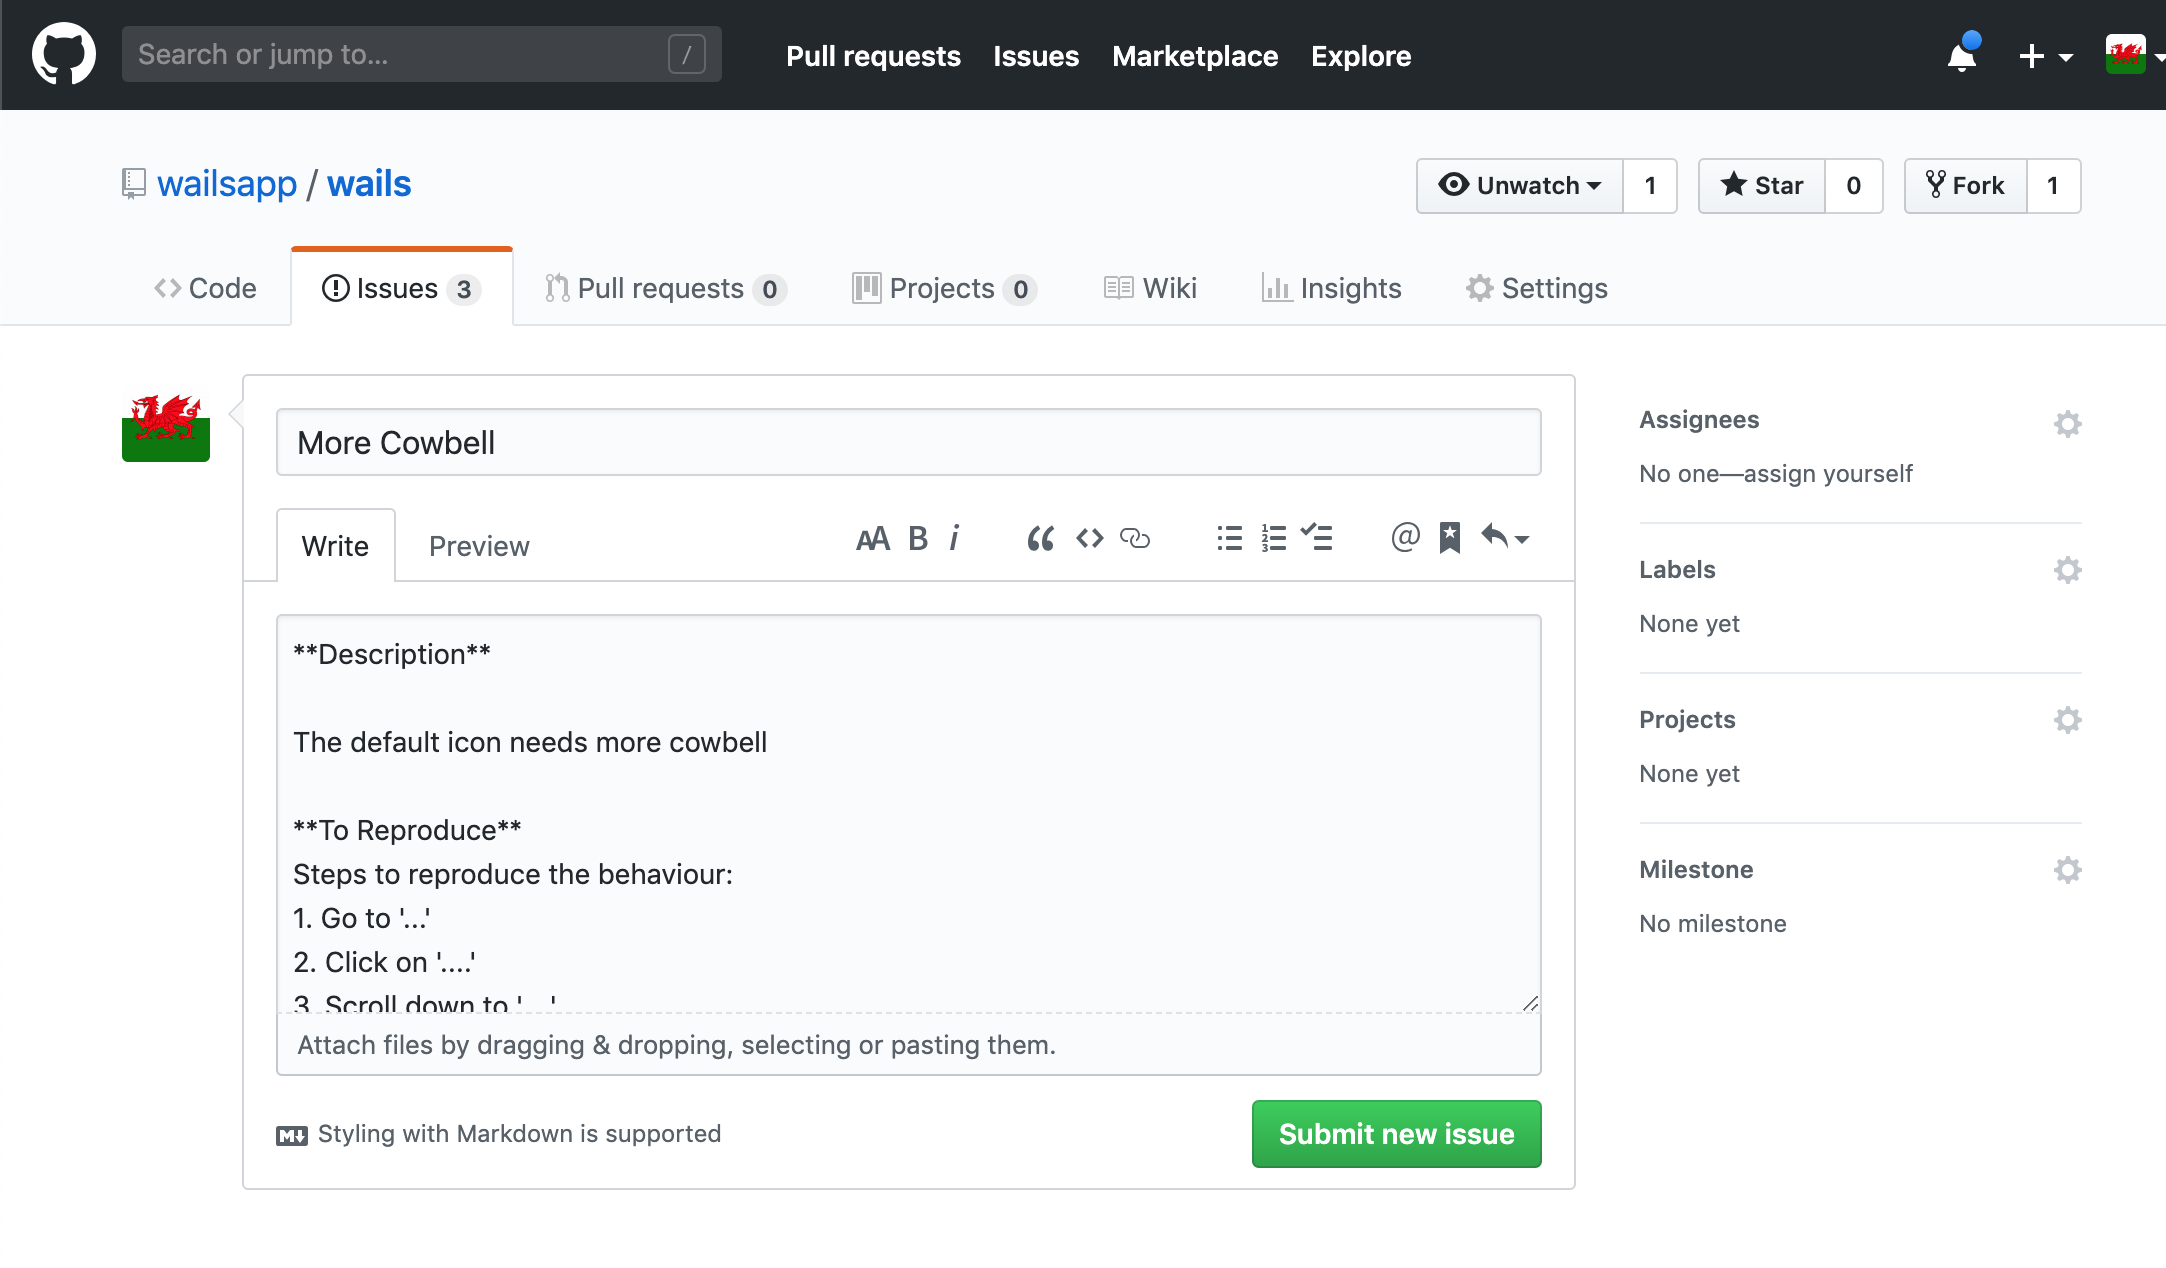 Search or jump to... /
Pull requests Issues Marketplace Explore
wailsapp / wails
Unwatch 1
Star 0
Fork 1
Code
Issues 3
Pull requests 0
Projects 0
Wiki
Insights
Settings
More Cowbell
Write Preview
AA B i
**Description**
The default icon needs more cowbell
**To Reproduce**
Steps to reproduce the behaviour:
1. Go to '...'
2. Click on '....'
3. Scroll down to '....'
Attach files by dragging & dropping, selecting or pasting them.
Styling with Markdown is supported
Submit new issue
Assignees
No one—assign yourself
Labels
None yet
Projects
None yet
Milestone
No milestone